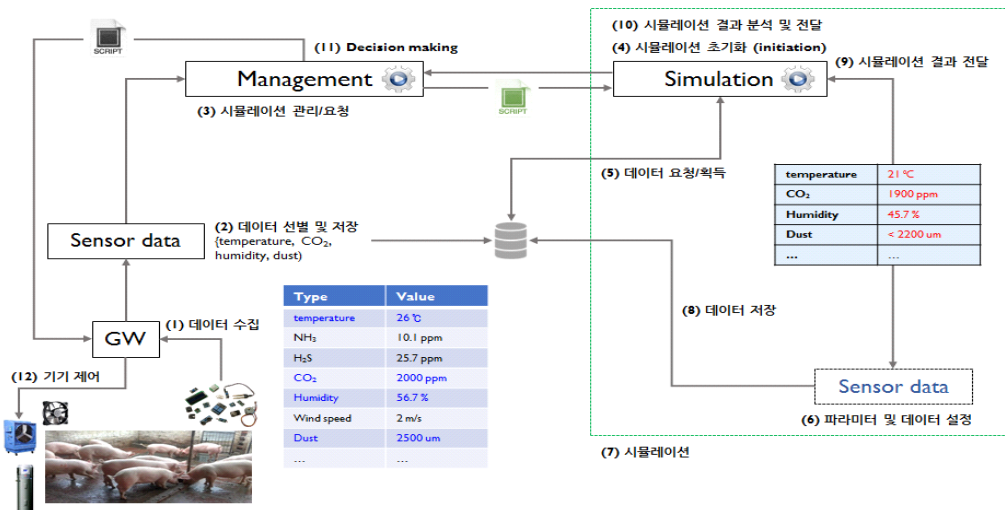 SCRIPT
(11) Decision making
Management
(3) 시뮬레이션 관리/요청
SCRIPT
(10) 시뮬레이션 결과 분석 및 전달
(4) 시뮬레이션 초기화 (initiation)
Simulation
(9) 시뮬레이션 결과 전달
(5) 데이터 요청/획득
temperature 21 ℃
CO₂ 1900 ppm
Humidity 45.7 %
Dust < 2200 um
... ...
Sensor data
(2) 데이터 선별 및 저장
{temperature, CO₂,
humidity, dust)
Type Value
temperature 26 ℃
NH₃ 10.1 ppm
H₂S 25.7 ppm
CO₂ 2000 ppm
Humidity 56.7 %
Wind speed 2 m/s
Dust 2500 um
... ...
(1) 데이터 수집
GW
(12) 기기 제어
(8) 데이터 저장
Sensor data
(6) 파라미터 및 데이터 설정
(7) 시뮬레이션